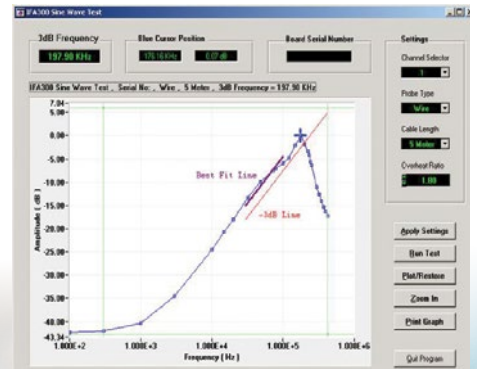 IFA300 Sine Wave Test
3dB Frequency
197.90 KHz
Blue Cursor Position
176.16 KHz
0.07 dB
Board Serial Number
Settings
Channel Selector
1
Probe Type
Wire
Cable Length
5 Meter
Overheat Ratio
1.80
IFA300 Sine Wave Test , Serial No: , Wire , 5 Meter , 3dB Frequency = 197.90 kHz
7.04
5.00
0.00
-5.00
-10.00
-15.00
-20.00
-25.00
-30.00
-35.00
-40.00
-43.34
Amplitude ( dB )
Best Fit Line
-3dB Line
1.000E+2
1.000E+3
1.000E+4
1.000E+5
1.000E+6
Frequency ( Hz )
Apply Settings
Run Test
Plot/Restore
Zoom In
Print Graph
Quit Program